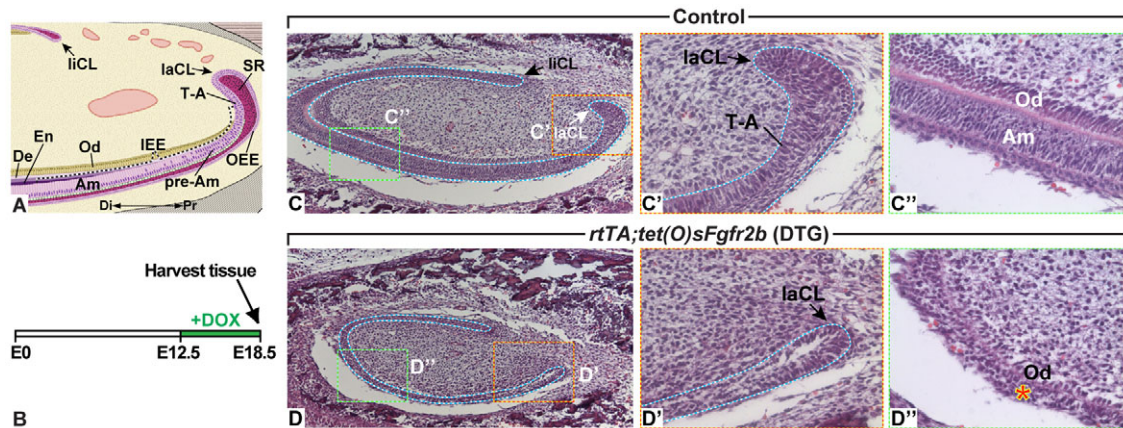 Control
liCL
laCL
SR
T-A
En
De
Od
IEE
OEE
Am
pre-Am
Di
Pr
A
liCL
C''
C'
laCL
C
laCL
T-A
C'
Od
Am
C''
rtTA;tet(O)sFgfr2b (DTG)
Harvest tissue
+DOX
E0
E12.5
E18.5
B
D''
D'
D
laCL
D'
Od
*
D''